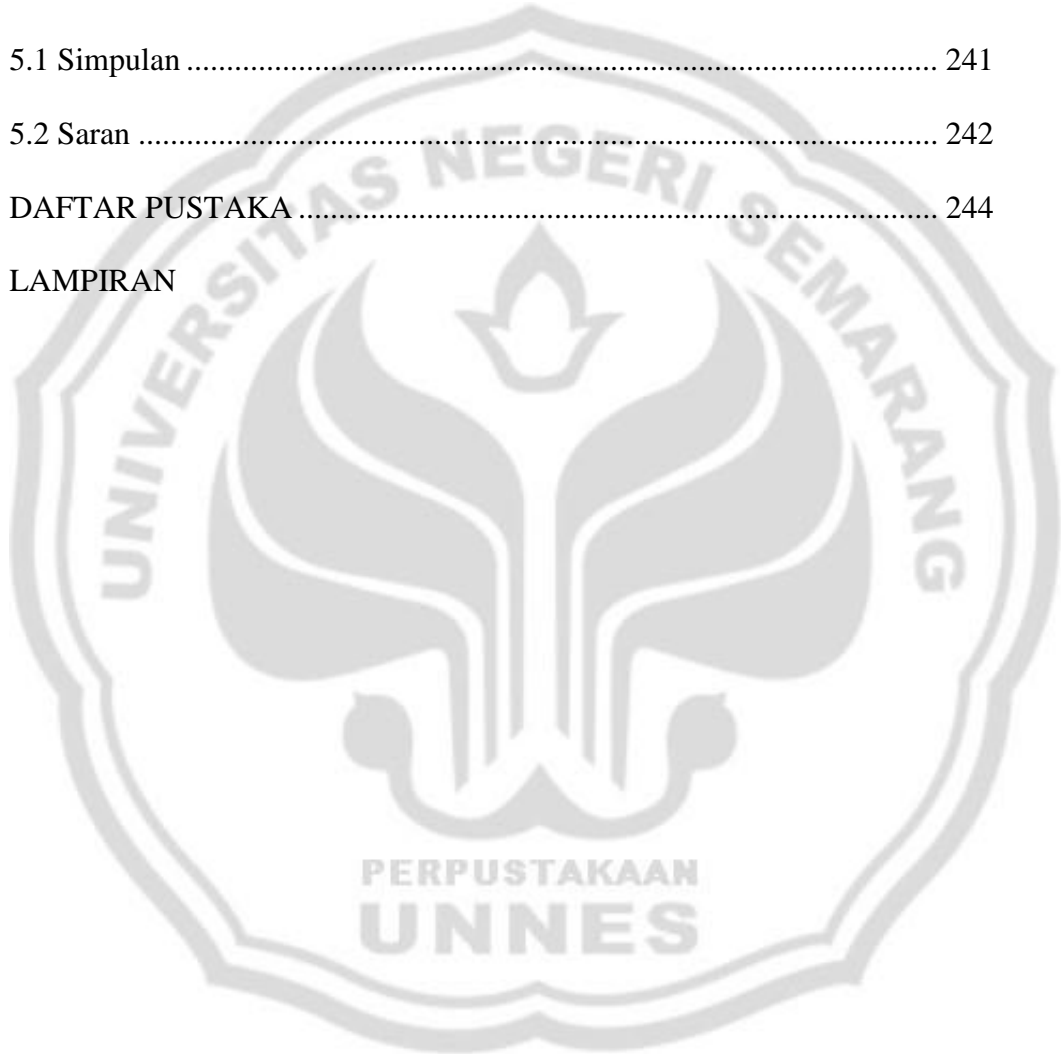 5.1 Simpulan ............................................................................................... 241
5.2 Saran ..................................................................................................... 242
DAFTAR PUSTAKA ................................................................................. 244
LAMPIRAN
UNIVERSITAS NEGERI SEMARANG
PERPUSTAKAAN
UNNES